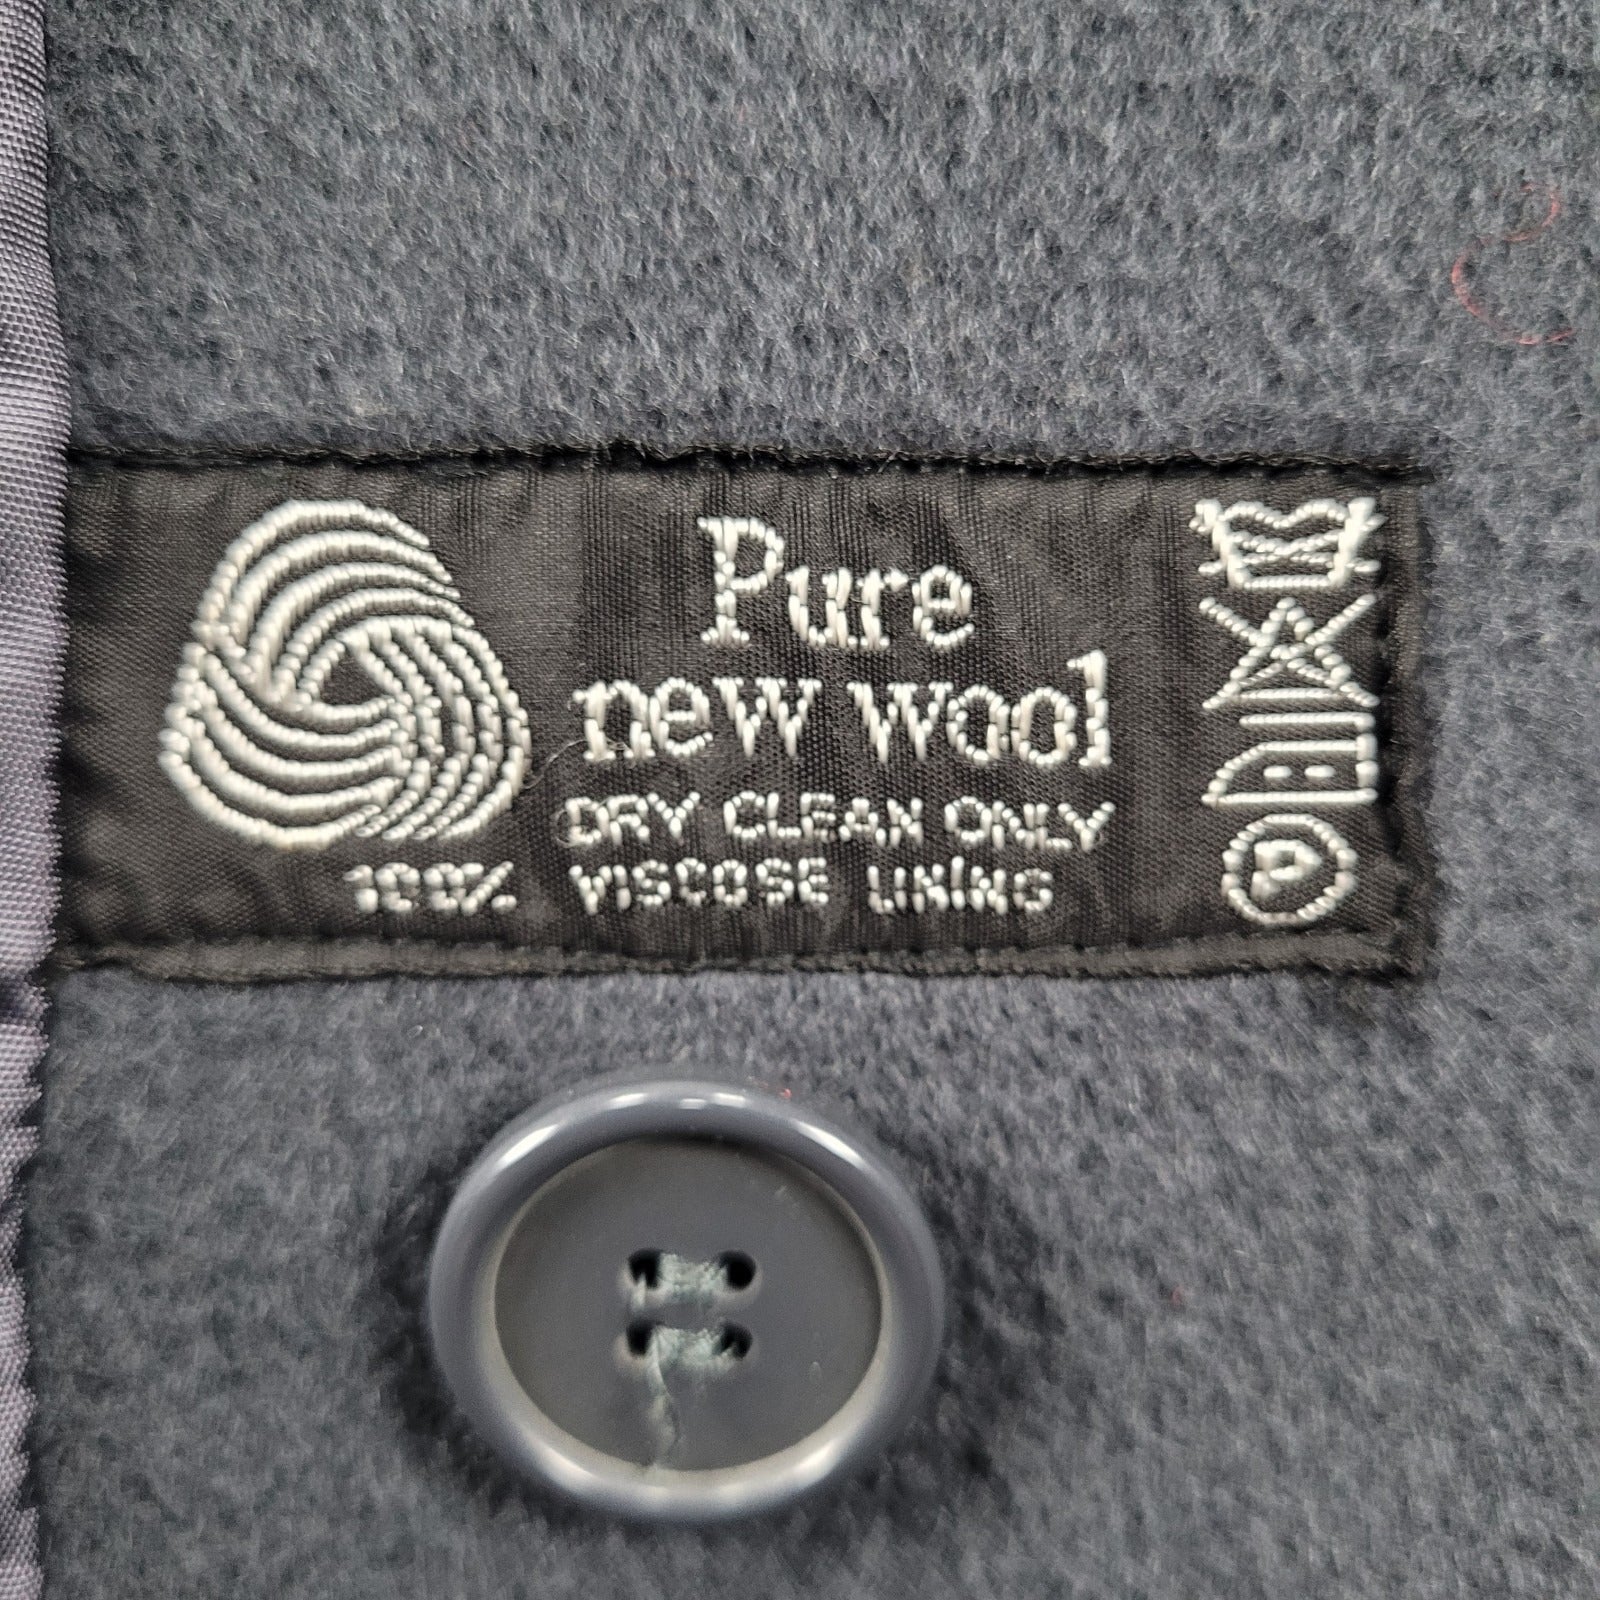 Pure
new wool
DRY CLEAN ONLY
100% VISCOSE LINING
P